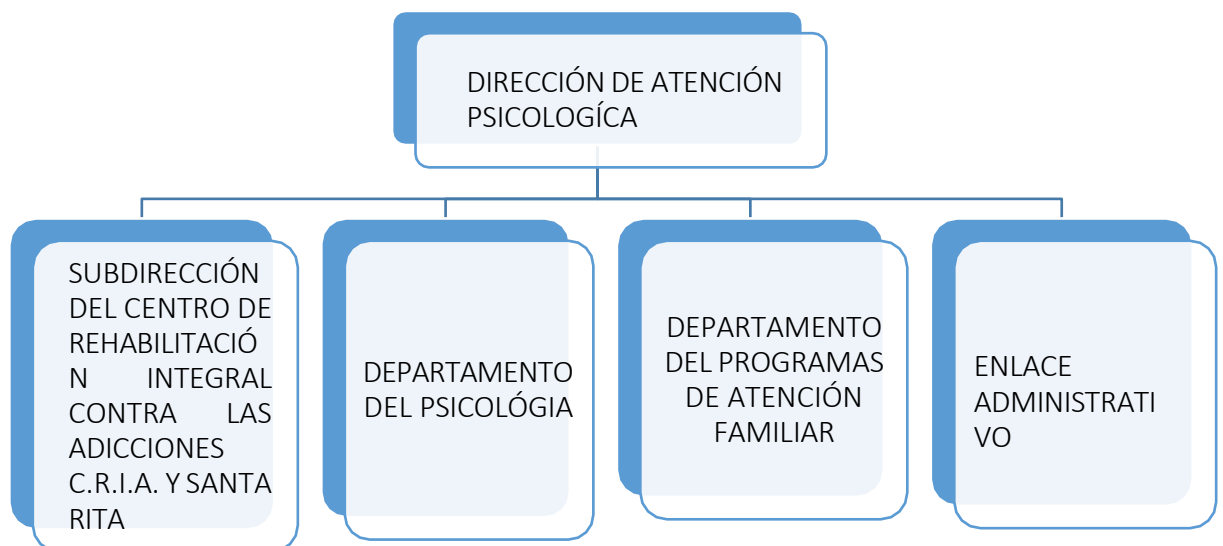 DIRECCIÓN DE ATENCIÓN
PSICOLOGÍCA
SUBDIRECCIÓN
DEL CENTRO DE
REHABILITACIÓ
N INTEGRAL
CONTRA LAS
ADICCIONES
C.R.I.A. Y SANTA
RITA
DEPARTAMENTO
DEL PSICOLÓGIA
DEPARTAMENTO
DEL PROGRAMAS
DE ATENCIÓN
FAMILIAR
ENLACE
ADMINISTRATI
VO